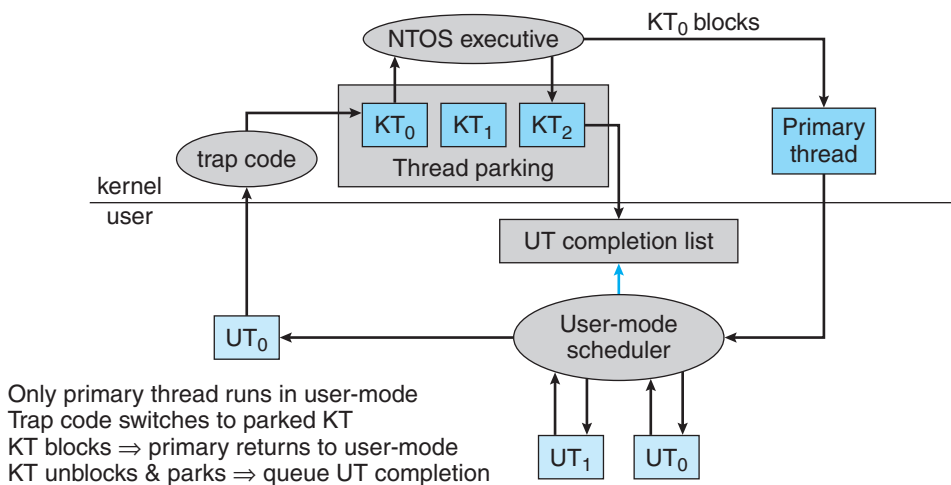 NTOS executive
KT₀ blocks
KT₀
KT₁
KT₂
Primary
thread
trap code
Thread parking
kernel
user
UT completion list
User-mode
scheduler
UT₀
Only primary thread runs in user-mode
Trap code switches to parked KT
KT blocks ⇒ primary returns to user-mode
KT unblocks & parks ⇒ queue UT completion
UT₁
UT₀